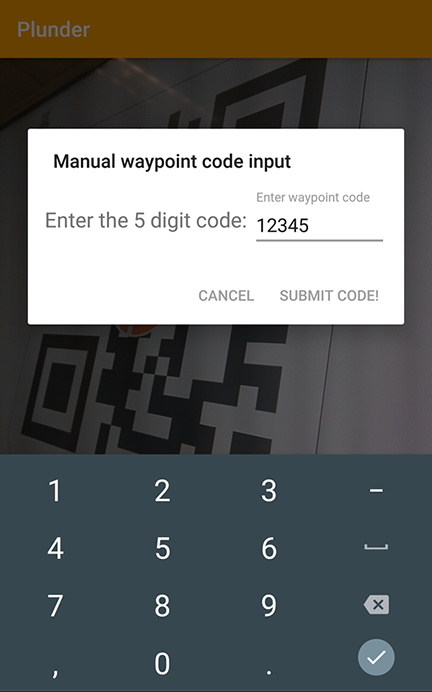 Plunder
Manual waypoint code input
Enter waypoint code
Enter the 5 digit code: 12345
CANCEL SUBMIT CODE!
1 2 3 –
4 5 6
7 8 9
, 0 .